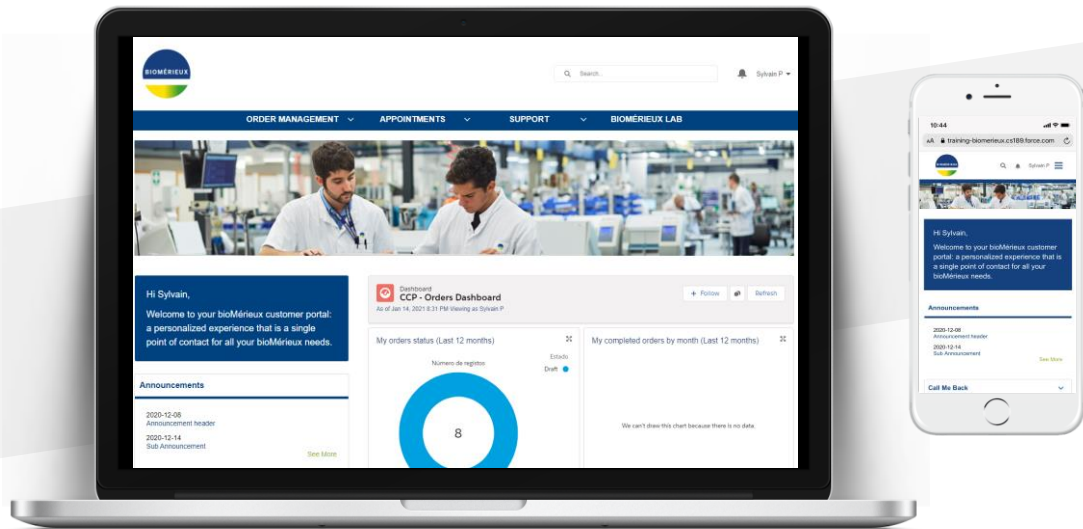 BIOMÉRIEUX
Search..
Sylvain P
ORDER MANAGEMENT
APPOINTMENTS
SUPPORT
BIOMÉRIEUX LAB
Hi Sylvain,
Welcome to your bioMérieux customer portal:
a personalized experience that is a single
point of contact for all your bioMérieux needs.
Announcements
2020-12-08
Announcement header
2020-12-14
Sub Announcement
See More
Dashboard
CCP - Orders Dashboard
As of Jan 14, 2021 8:31 PM Viewing as Sylvain P
+ Follow
Refresh
My orders status (Last 12 months)
Número de registos
Estado
Draft
8
My completed orders by month (Last 12 months)
We can't draw this chart because there is no data.
10:44
AA training-biomerieux.cs189.force.com
BIOMÉRIEUX
Sylvain P
Hi Sylvain,
Welcome to your bioMérieux customer
portal: a personalized experience that is
a single point of contact for all your
bioMérieux needs.
Announcements
2020-12-08
Announcement header
2020-12-14
Sub Announcement
See More
Call Me Back